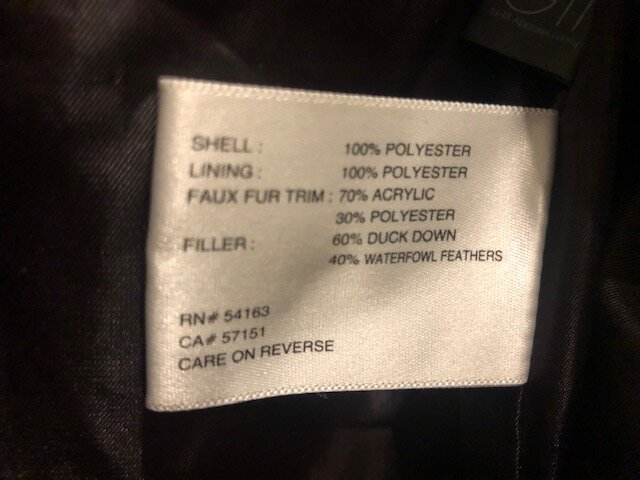 SHELL : 100% POLYESTER
LINING : 100% POLYESTER
FAUX FUR TRIM : 70% ACRYLIC
30% POLYESTER
FILLER : 60% DUCK DOWN
40% WATERFOWL FEATHERS
RN# 54163
CA# 57151
CARE ON REVERSE